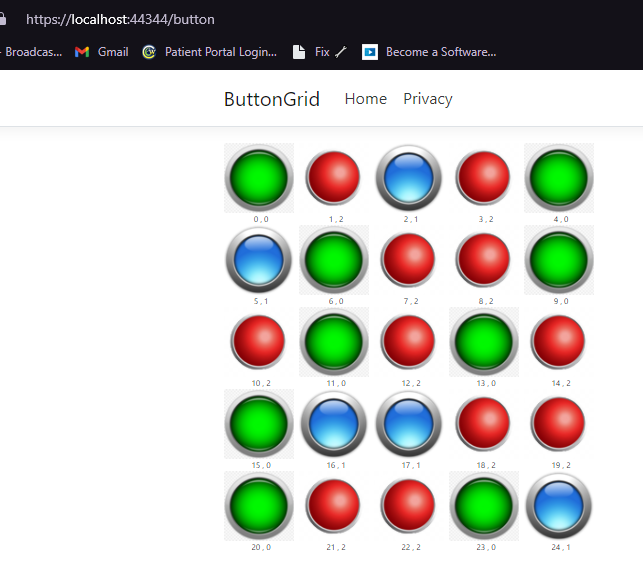 https://localhost:44344/button
Broadcas... Gmail Patient Portal Login... Fix Become a Software...
ButtonGrid Home Privacy
0 , 0 1 , 2 2 , 1 3 , 2 4 , 0
5 , 1 6 , 0 7 , 2 8 , 2 9 , 0
10 , 2 11 , 0 12 , 2 13 , 0 14 , 2
15 , 0 16 , 1 17 , 1 18 , 2 19 , 2
20 , 0 21 , 2 22 , 2 23 , 0 24 , 1